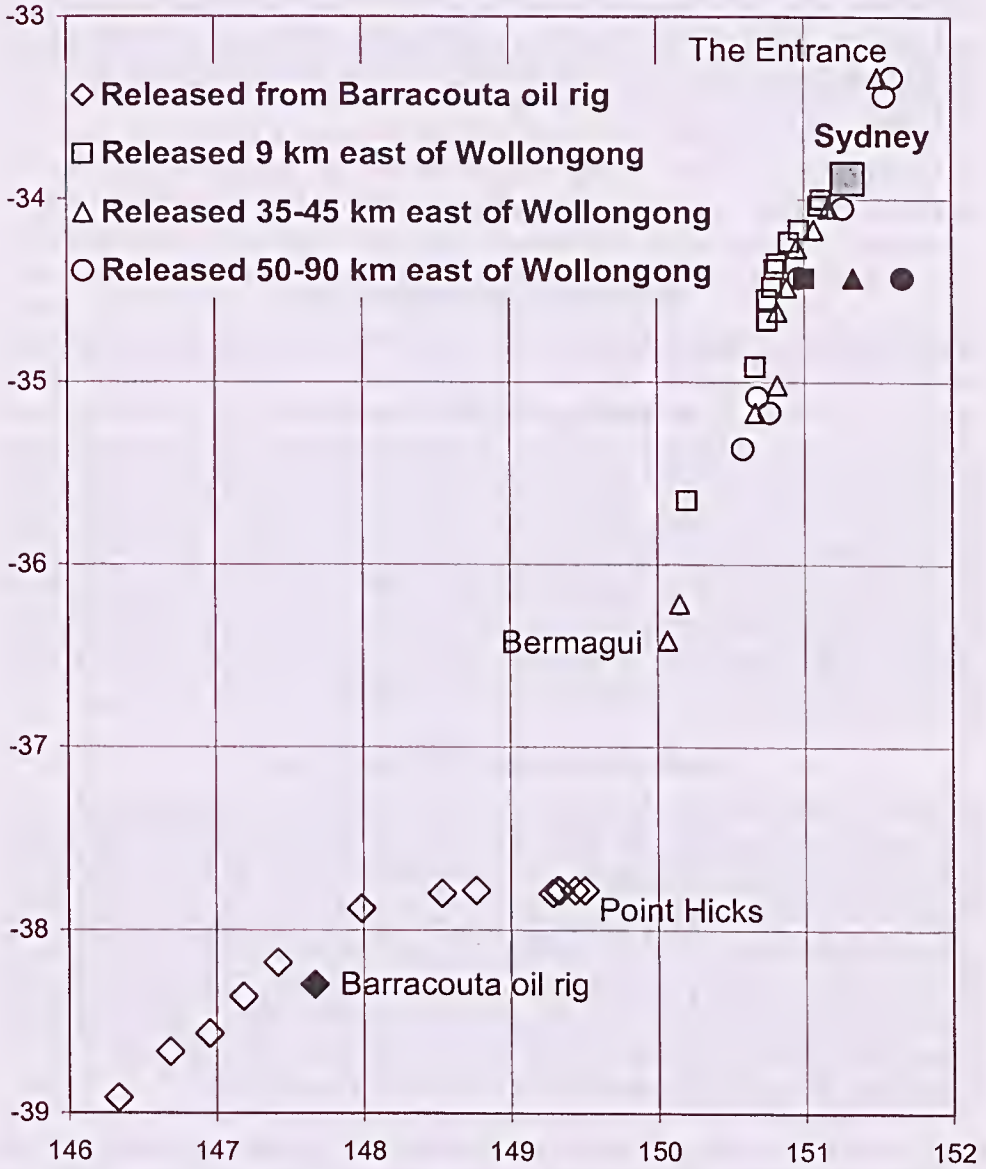 -33
The Entrance
◇ Released from Barracouta oil rig
Sydney
□ Released 9 km east of Wollongong
-34
△ Released 35-45 km east of Wollongong
○ Released 50-90 km east of Wollongong
-35
-36
Bermagui
-37
Point Hicks
-38
Barracouta oil rig
-39
146 147 148 149 150 151 152